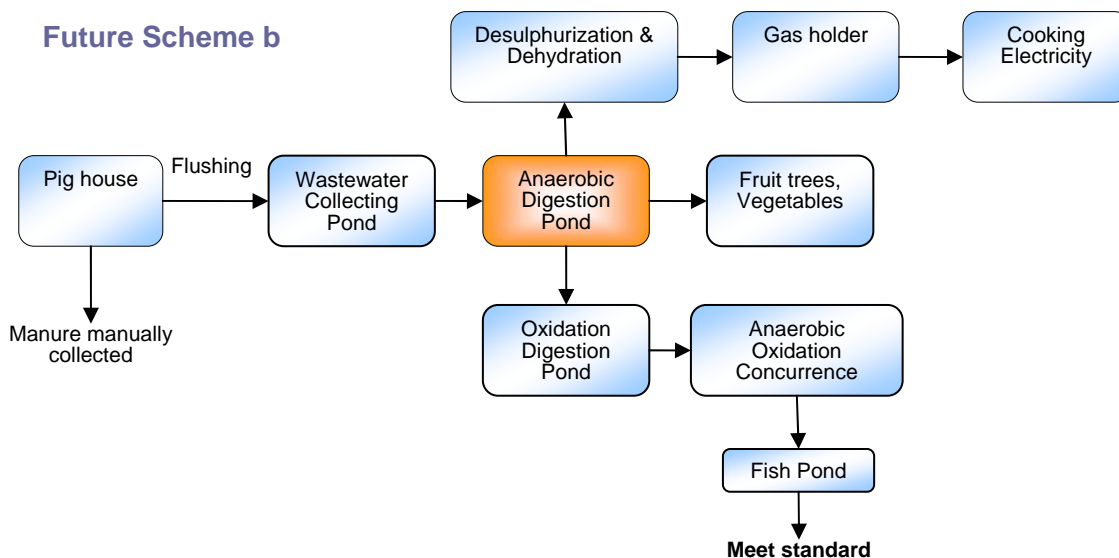 Future Scheme b
Desulphurization &
Dehydration
Gas holder
Cooking
Electricity
Pig house
Flushing
Wastewater
Collecting
Pond
Anaerobic
Digestion
Pond
Fruit trees,
Vegetables
Manure manually
collected
Oxidation
Digestion
Pond
Anaerobic
Oxidation
Concurrence
Fish Pond
Meet standard